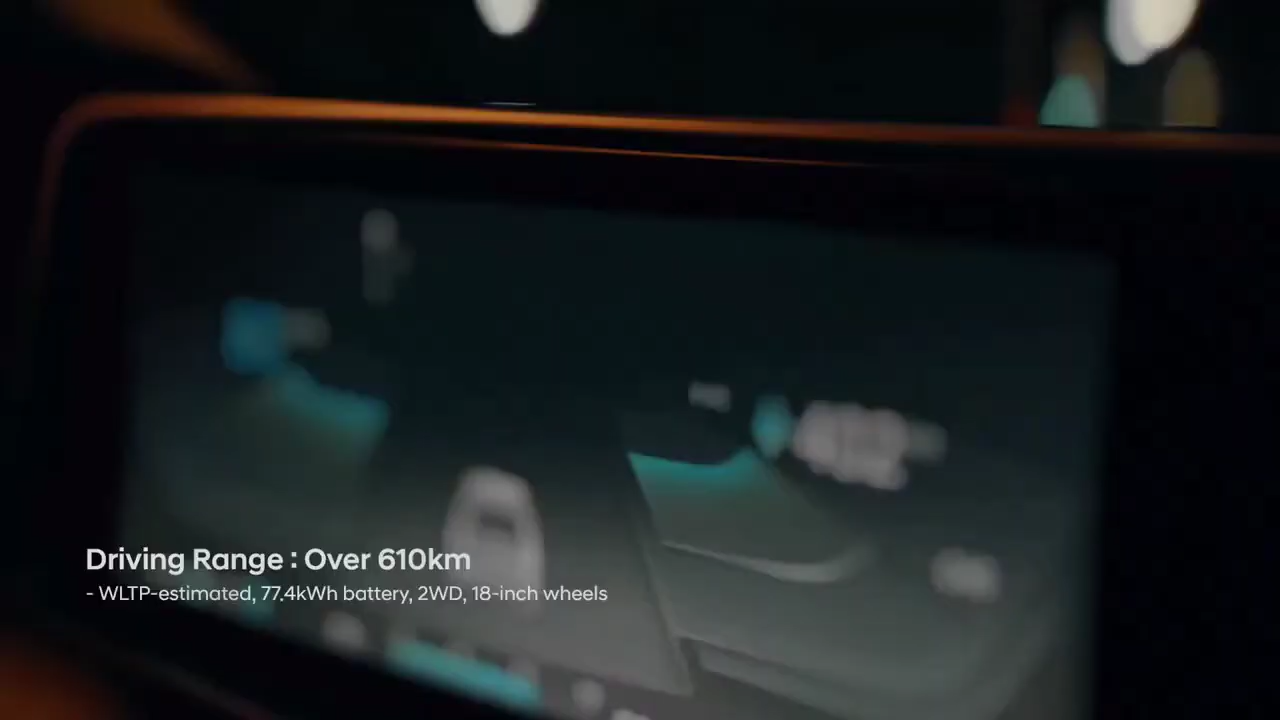 Driving Range : Over 610km
- WLTP-estimated, 77.4kWh battery, 2WD, 18-inch wheels